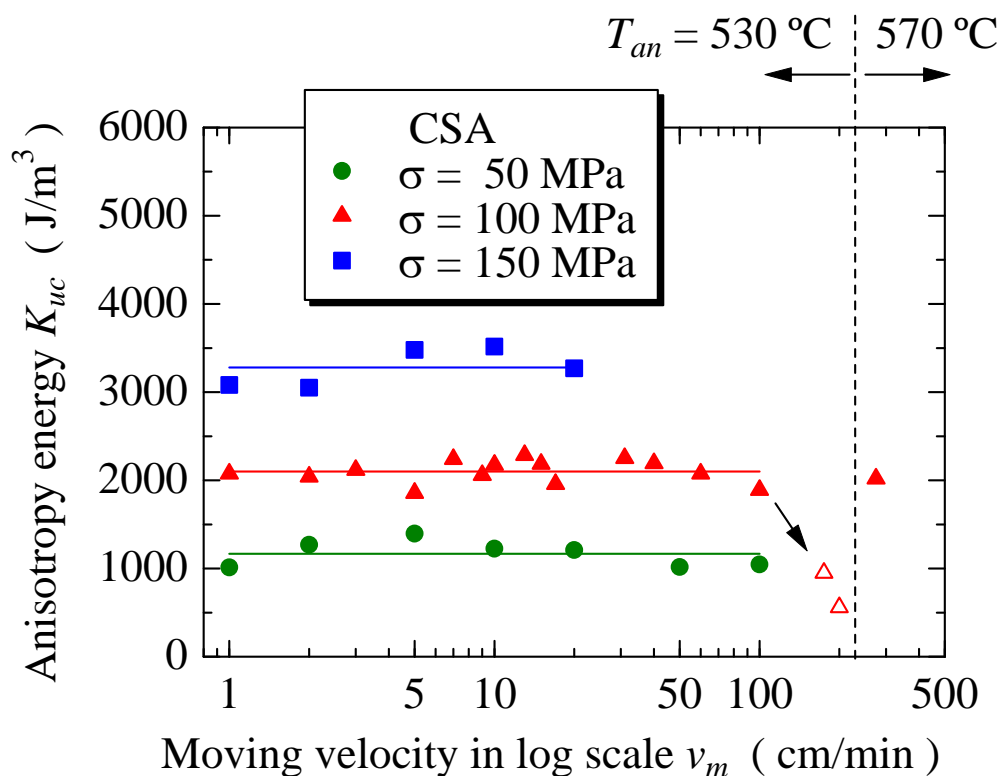 T_an = 530 ºC 570 ºC
CSA
σ = 50 MPa
σ = 100 MPa
σ = 150 MPa
Anisotropy energy K_uc ( J/m³ )
6000
5000
4000
3000
2000
1000
0
1 5 10 50 100 500
Moving velocity in log scale v_m ( cm/min )